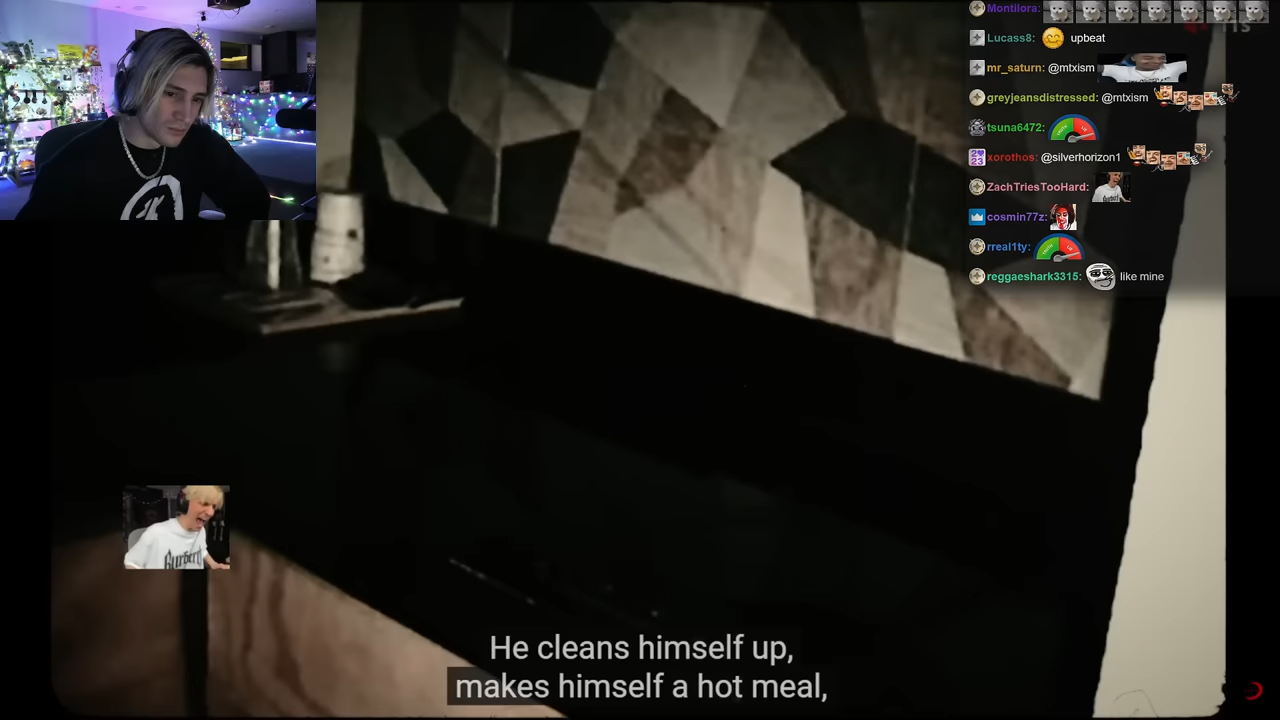 Montilora:
Lucass8: upbeat
mr_saturn: @mtxism
greyjeansdistressed: @mtxism
tsuna6472:
xorothos: @silverhorizon1
ZachTriesTooHard:
cosmin77z:
rreal1ty:
reggaeshark3315: like mine
He cleans himself up,
makes himself a hot meal,